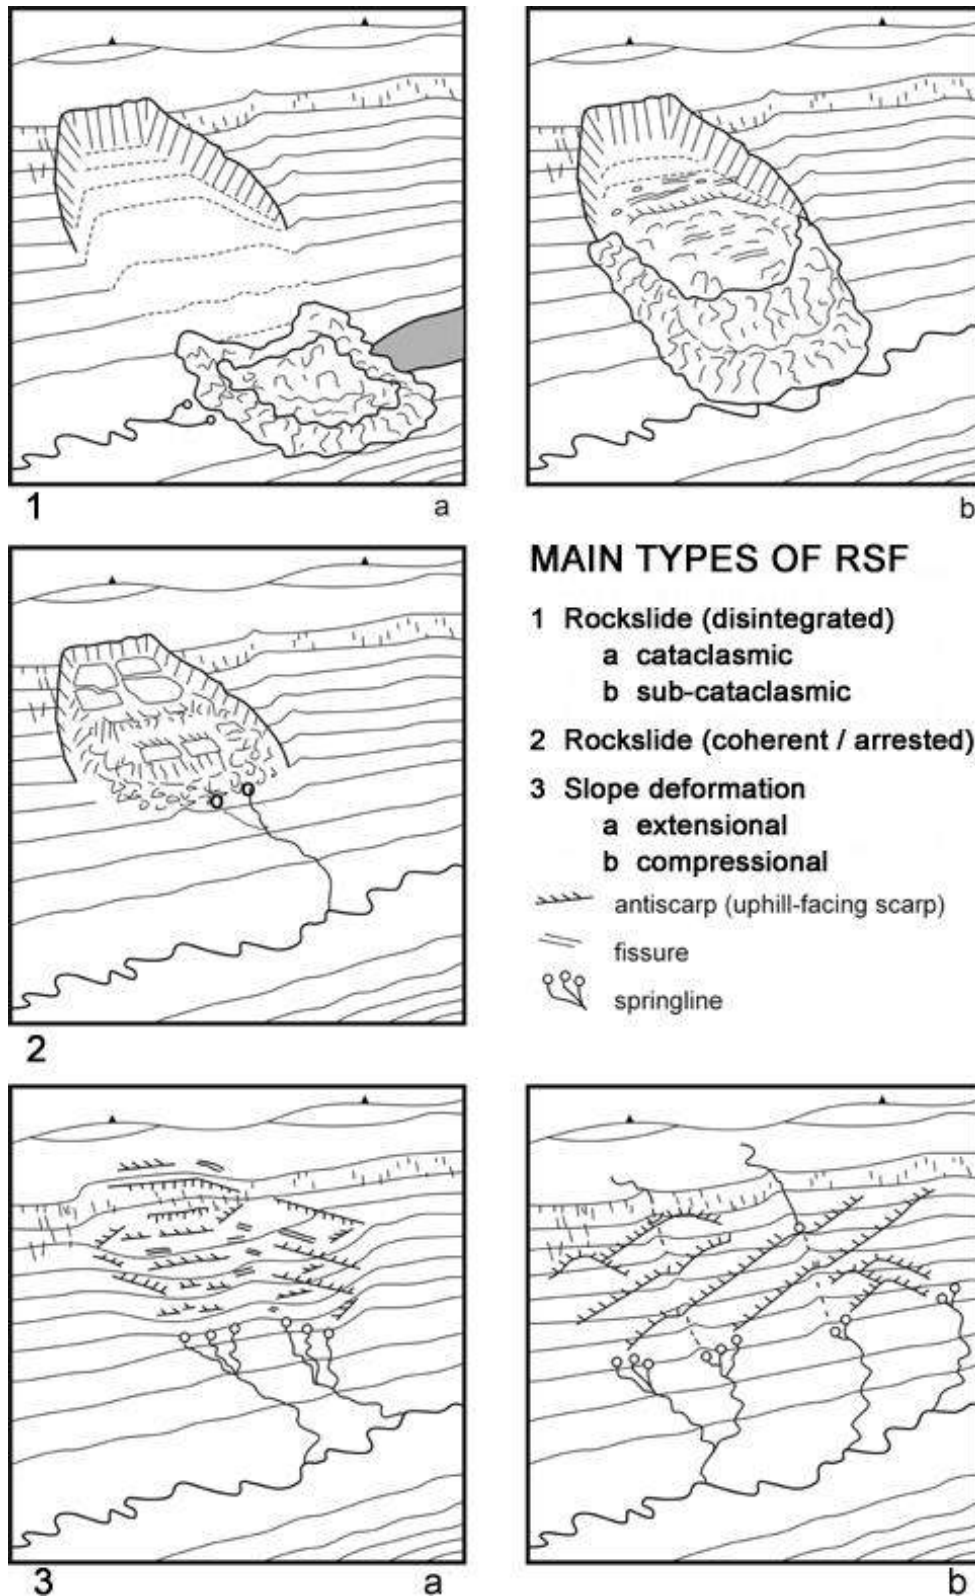 1
a
b
MAIN TYPES OF RSF
1 Rockslide (disintegrated)
a cataclasmic
b sub-cataclasmic
2 Rockslide (coherent / arrested)
3 Slope deformation
a extensional
b compressional
antiscarp (uphill-facing scarp)
fissure
springline
2
3
a
b